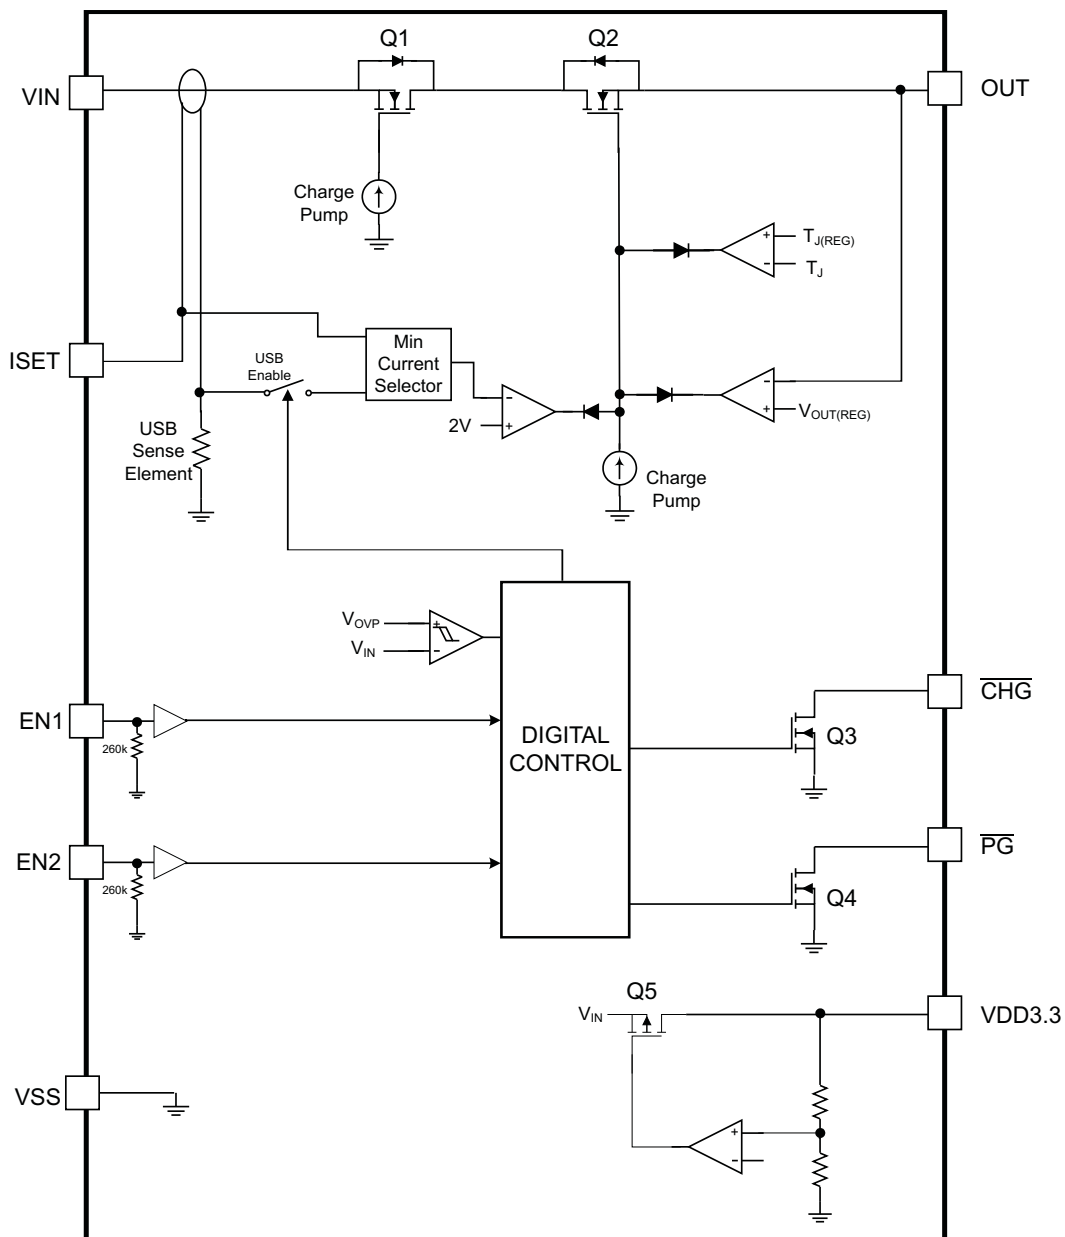 Q1
Q2
VIN
OUT
Charge
Pump
+
T_J(REG)
−
T_J
ISET
USB
Enable
Min
Current
Selector
−
2V
+
−
+
V_OUT(REG)
USB
Sense
Element
Charge
Pump
V_OVP
+
V_IN
−
CHG
EN1
260k
DIGITAL
CONTROL
Q3
PG
EN2
260k
Q4
Q5
V_IN
VDD3.3
VSS
+
−